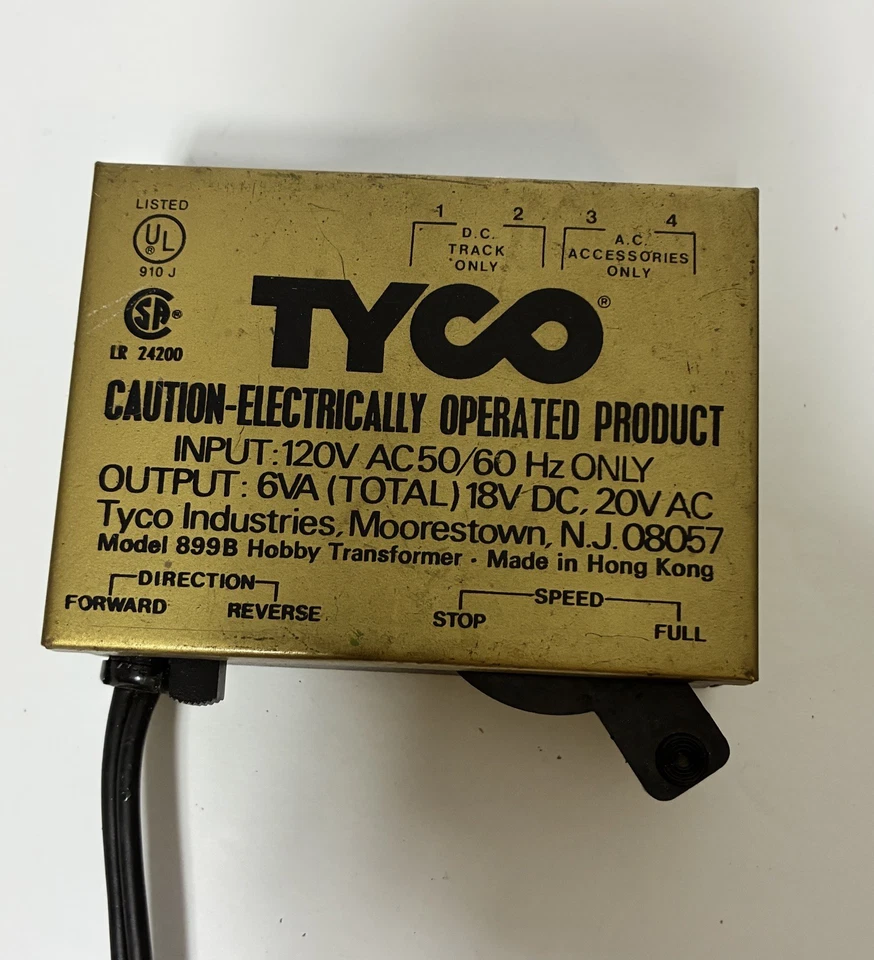 LISTED
UL ®
910 J
SA ®
LR 24200
1 2 3 4
D.C.
TRACK
ONLY
A.C.
ACCESSORIES
ONLY
TYCO®
CAUTION-ELECTRICALLY OPERATED PRODUCT
INPUT: 120V AC 50/60 Hz ONLY
OUTPUT: 6VA (TOTAL) 18V DC, 20V AC
Tyco Industries, Moorestown, N.J. 08057
Model 899B Hobby Transformer · Made in Hong Kong
DIRECTION
FORWARD REVERSE
SPEED
STOP FULL